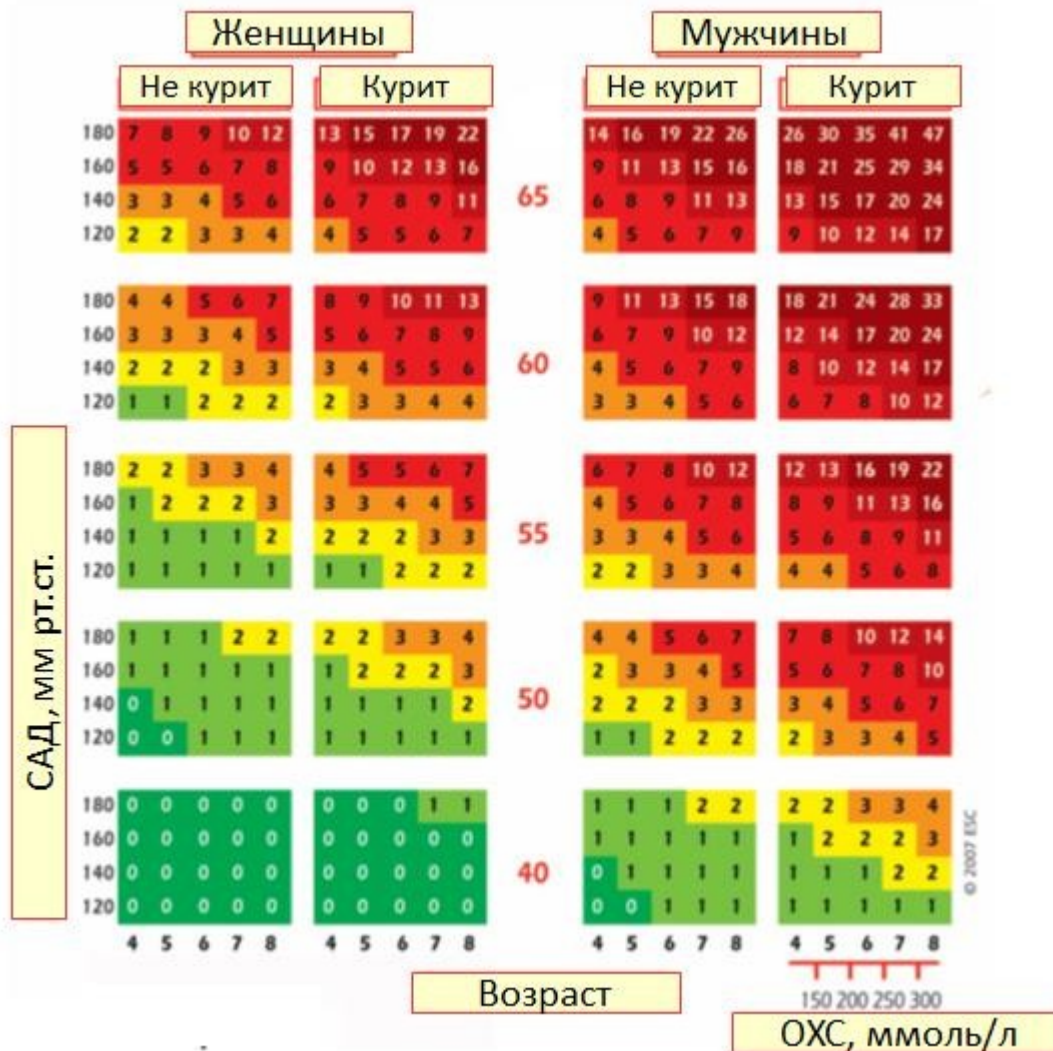 Женщины Мужчины
Не курит Курит Не курит Курит
180 7 8 9 10 12 13 15 17 19 22 14 16 19 22 26 26 30 35 41 47
160 5 5 6 7 8 9 10 12 13 16 9 11 13 15 16 18 21 25 29 34
65
140 3 3 4 5 6 6 7 8 9 11 6 8 9 11 13 13 15 17 20 24
120 2 2 3 3 4 4 5 5 6 7 4 5 6 7 9 9 10 12 14 17
180 4 4 5 6 7 8 9 10 11 13 9 11 13 15 18 18 21 24 28 33
160 3 3 3 4 5 5 6 7 8 9 6 7 9 10 12 12 14 17 20 24
60
140 2 2 2 3 3 3 4 5 5 6 4 5 6 7 9 8 10 12 14 17
120 1 1 2 2 2 2 3 3 4 4 3 3 4 5 6 6 7 8 10 12
180 2 2 3 3 4 4 5 5 6 7 6 7 8 10 12 12 13 16 19 22
160 1 2 2 2 3 3 3 4 4 5 4 5 6 7 8 8 9 11 13 16
55
140 1 1 1 1 2 2 2 2 3 3 3 3 4 5 6 5 6 8 9 11
120 1 1 1 1 1 1 1 2 2 2 2 2 3 3 4 4 4 5 6 8
180 1 1 1 2 2 2 2 3 3 4 4 4 5 6 7 7 8 10 12 14
160 1 1 1 1 1 1 2 2 2 3 2 3 3 4 5 5 6 7 8 10
50
140 0 1 1 1 1 1 1 1 1 2 2 2 2 3 3 3 4 5 6 7
120 0 0 1 1 1 1 1 1 1 1 1 1 2 2 2 2 3 3 4 5
180 0 0 0 0 0 0 0 0 1 1 1 1 1 2 2 2 2 3 3 4
160 0 0 0 0 0 0 0 0 0 0 1 1 1 1 1 1 2 2 2 3
40
140 0 0 0 0 0 0 0 0 0 0 0 1 1 1 1 1 1 1 2 2
120 0 0 0 0 0 0 0 0 0 0 0 0 1 1 1 1 1 1 1 1
4 5 6 7 8 4 5 6 7 8 4 5 6 7 8 4 5 6 7 8
САД, мм рт.ст.
© 2007 ESC
Возраст
150 200 250 300
ОХС, ммоль/л